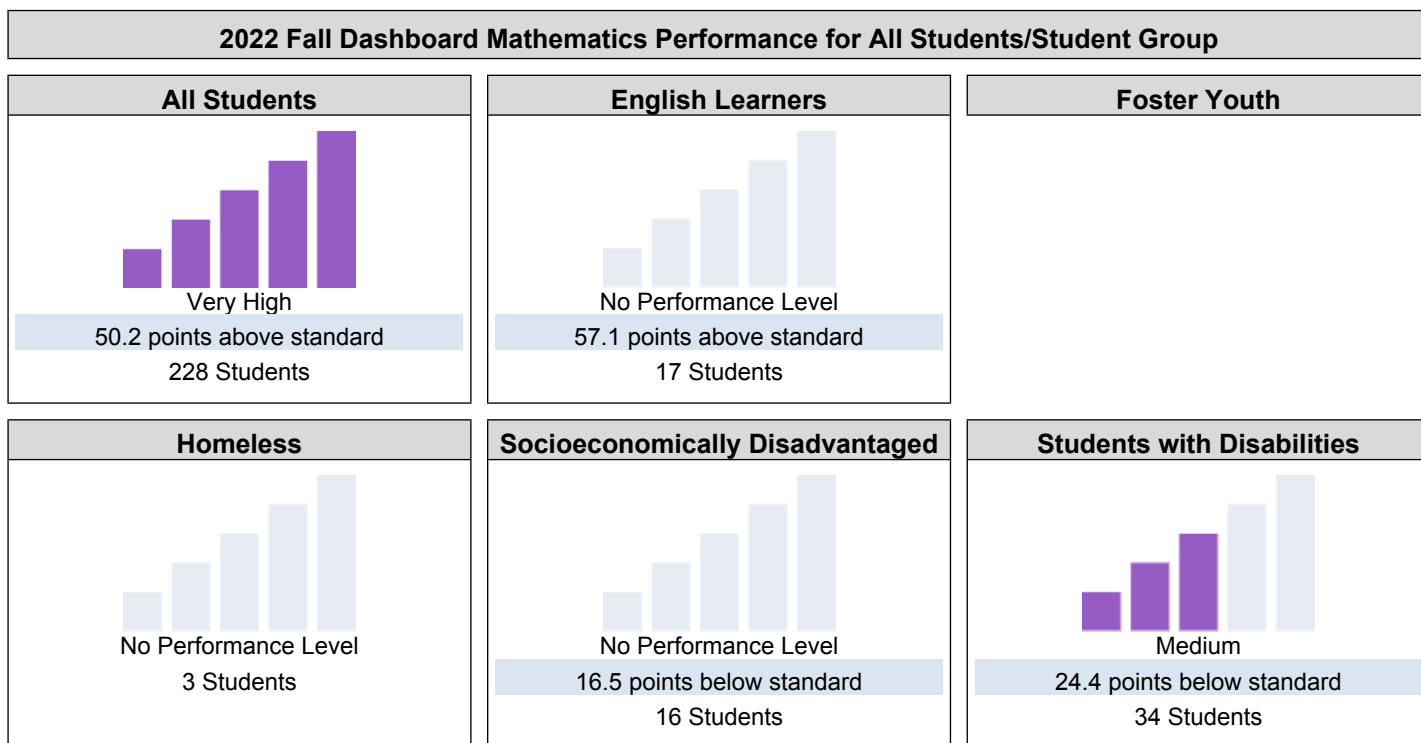 2022 Fall Dashboard Mathematics Performance for All Students/Student Group
All Students
Very High
50.2 points above standard
228 Students
English Learners
No Performance Level
57.1 points above standard
17 Students
Foster Youth
Homeless
No Performance Level
3 Students
Socioeconomically Disadvantaged
No Performance Level
16.5 points below standard
16 Students
Students with Disabilities
Medium
24.4 points below standard
34 Students